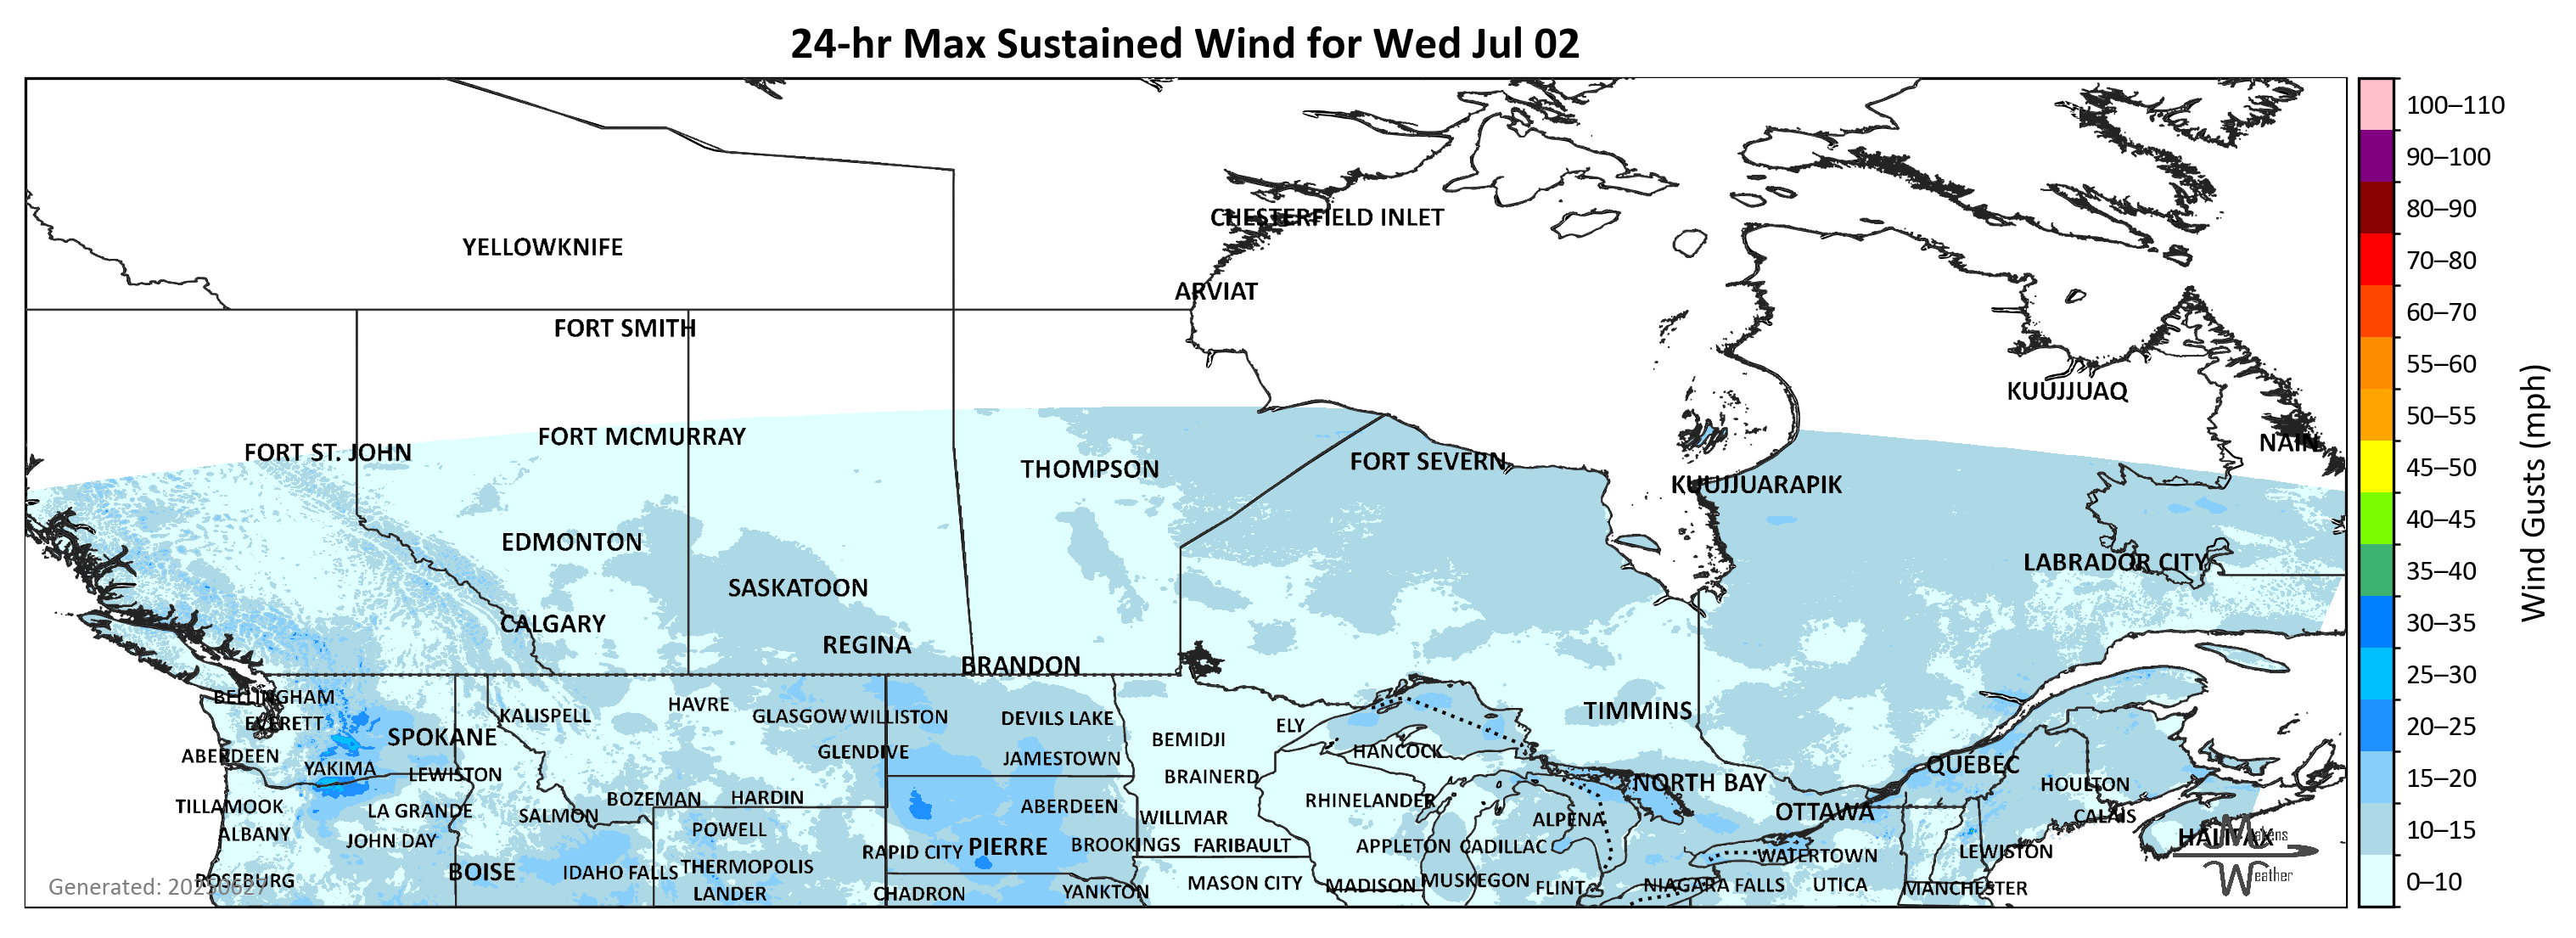 24-hr Max Sustained Wind for Wed Jul 02
100–110
90–100
80–90
70–80
60–70
55–60
50–55
45–50
40–45
35–40
30–35
25–30
20–25
15–20
10–15
0–10
Wind Gusts (mph)
CHESTERFIELD INLET
YELLOWKNIFE
ARVIAT
FORT SMITH
KUUJJUAQ
FORT MCMURRAY
NAIN
FORT ST. JOHN
FORT SEVERN
THOMPSON
KUUJJUARAPIK
EDMONTON
LABRADOR CITY
SASKATOON
CALGARY
REGINA
BRANDON
BELLINGHAM
HAVRE
TIMMINS
KALISPELL
GLASGOW
WILLISTON
DEVILS LAKE
EVERETT
ELY
SPOKANE
BEMIDJI
GLENDIVE
HANCOCK
ABERDEEN
JAMESTOWN
QUEBEC
YAKIMA
LEWISTON
BRAINERD
NORTH BAY
HOULTON
BOZEMAN
HARDIN
RHINELANDER
TILLAMOOK
LA GRANDE
ABERDEEN
OTTAWA
SALMON
WILLMAR
CALAIS
ALPENA
POWELL
ALBANY
HALIFAX
Makens
JOHN DAY
PIERRE
BROOKINGS
FARIBAULT
APPLETON
CADILLAC
RAPID CITY
LEWISTON
WATERTOWN
THERMOPOLIS
BOISE
IDAHO FALLS
Weather
ROSEBURG
MUSKEGON
MASON CITY
MADISON
NIAGARA FALLS
UTICA
Generated: 20250627
FLINT
MANCHESTER
LANDER
CHADRON
YANKTON